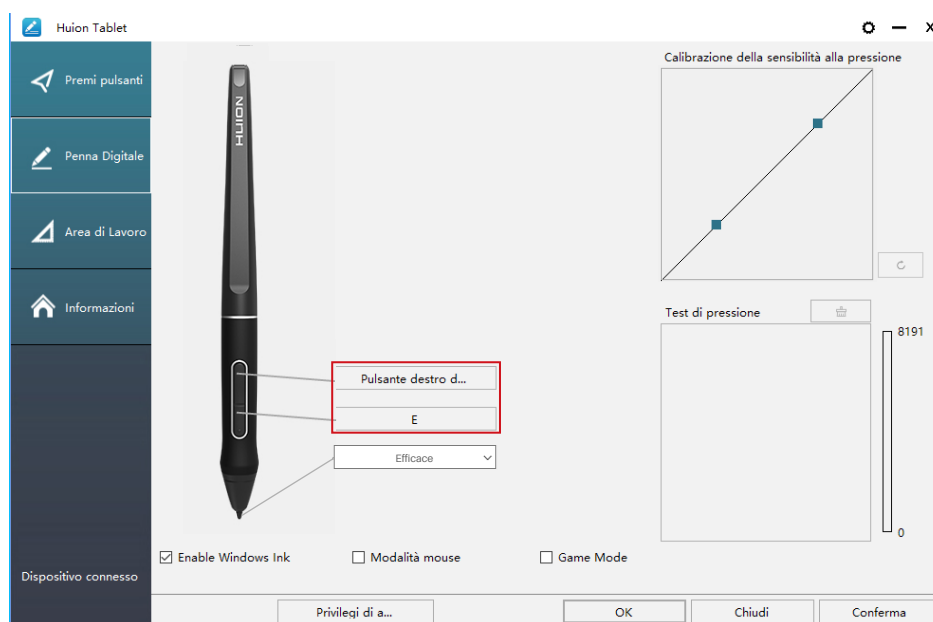 Huion Tablet
Premi pulsanti
Penna Digitale
Area di Lavoro
Informazioni
Dispositivo connesso
HUION
Pulsante destro d...
E
Efficace
Calibrazione della sensibilità alla pressione
Test di pressione
8191
0
Enable Windows Ink
Modalità mouse
Game Mode
Privilegi di a...
OK
Chiudi
Conferma